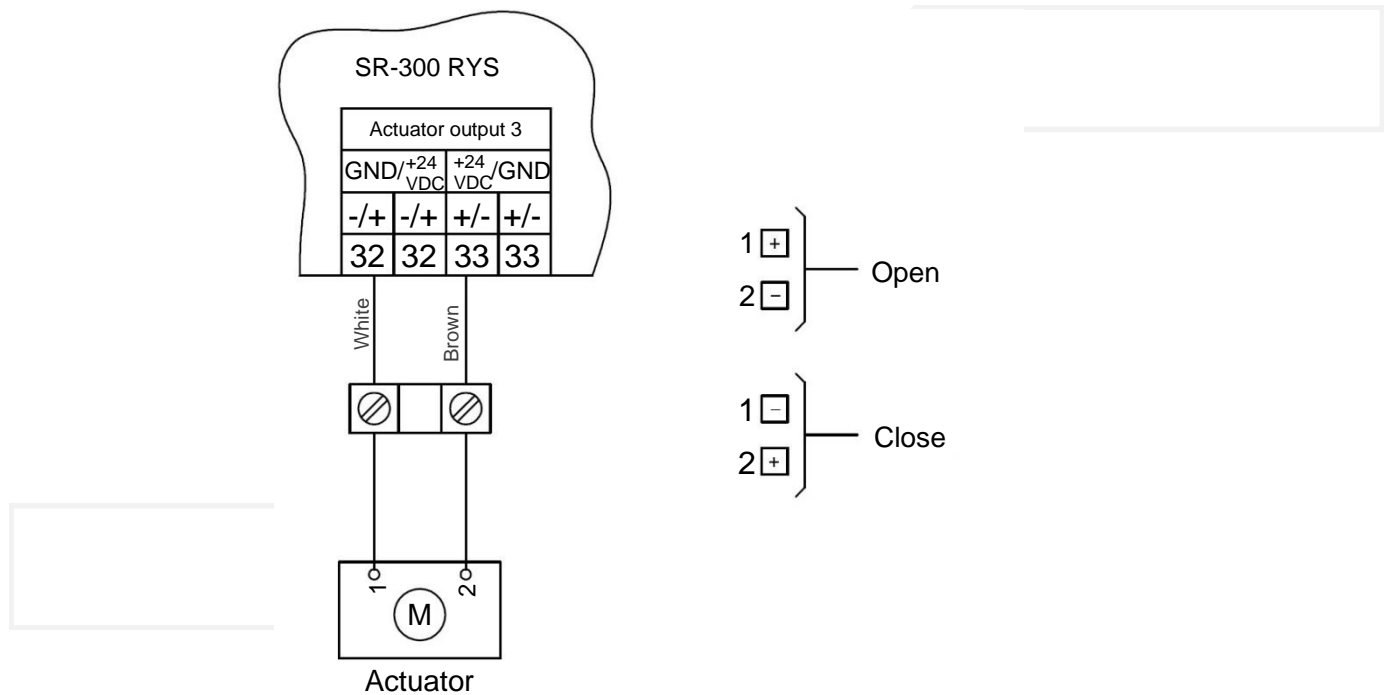 SR-300 RYS
Actuator output 3
GND/+24 VDC +24 VDC/GND
-/+ -/+ +/- +/-
32 32 33 33
White Brown
1 2
M
Actuator
1 +
2 -
Open
1 -
2 +
Close